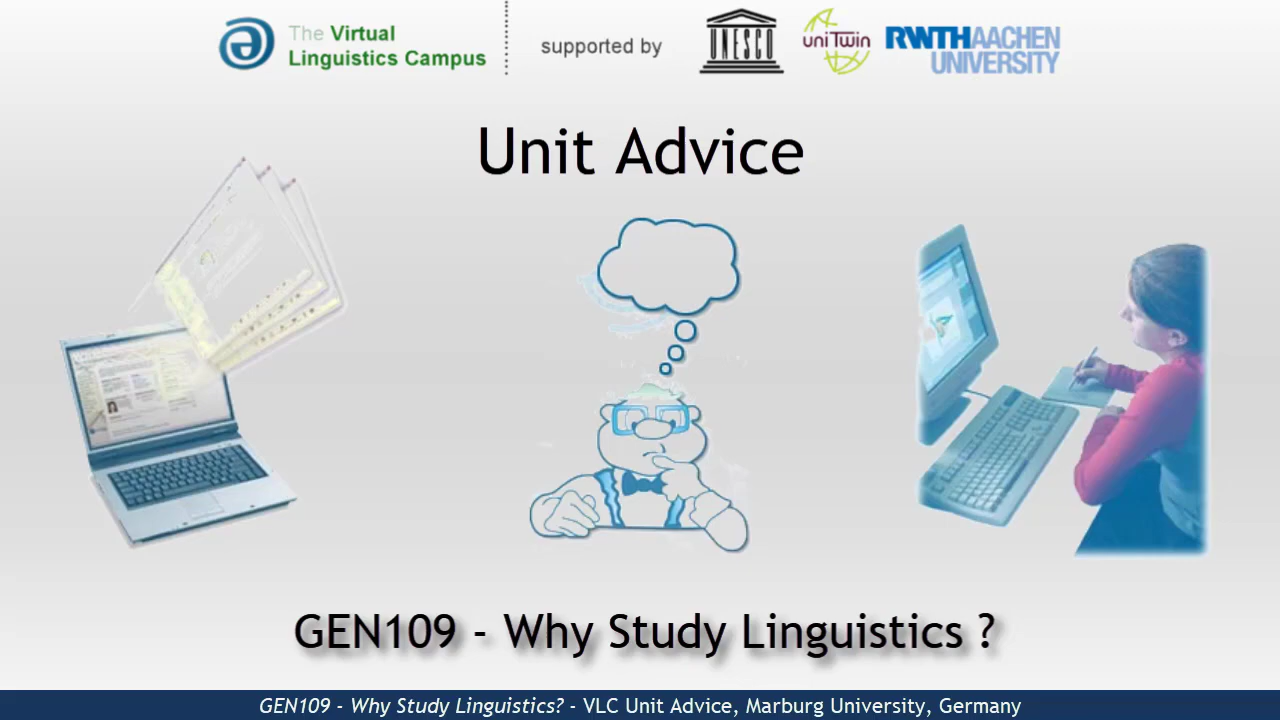 The Virtual
Linguistics Campus
supported by
UNESCO
uniTwin
RWTHAACHEN
UNIVERSITY
Unit Advice
GEN109 - Why Study Linguistics ?
GEN109 - Why Study Linguistics? - VLC Unit Advice, Marburg University, Germany